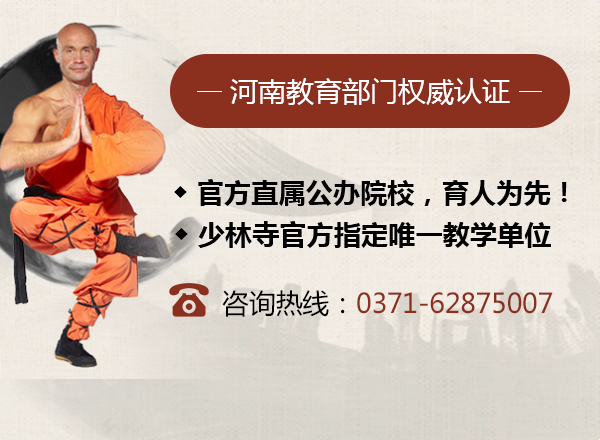 河南教育部门权威认证
官方直属公办院校，育人为先！
少林寺官方指定唯一教学单位
咨询热线：0371-62875007